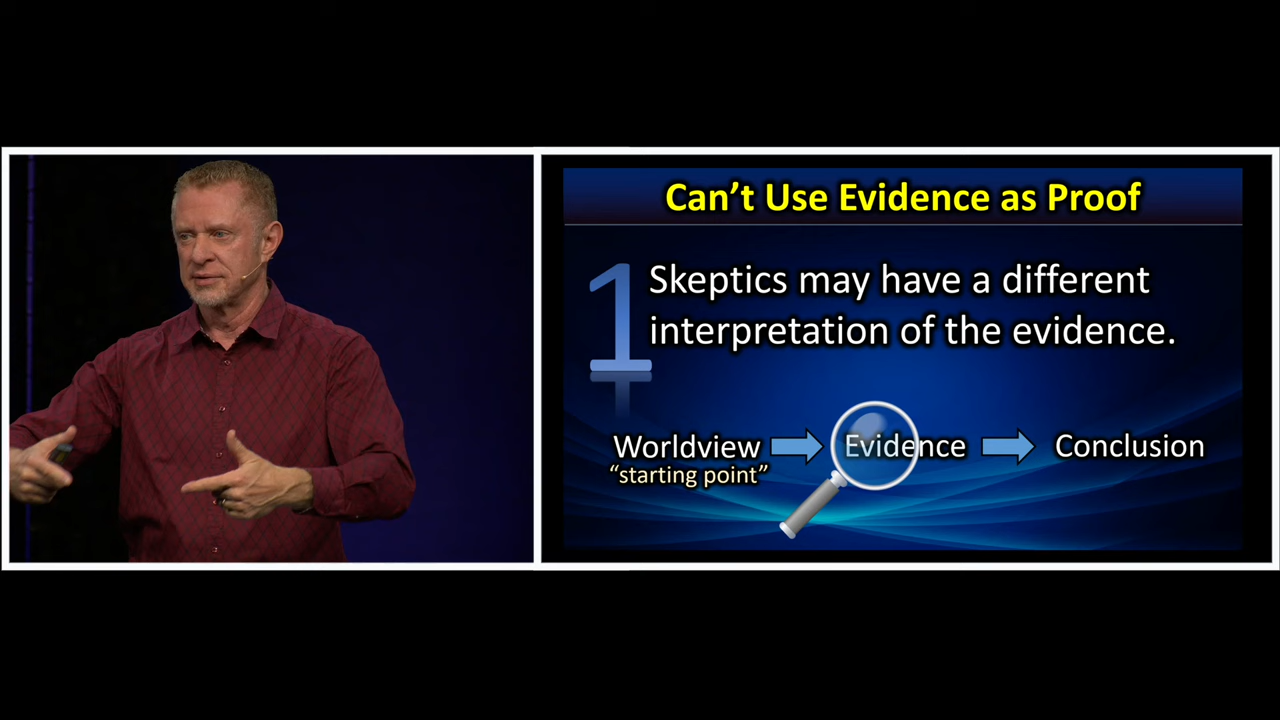 Can't Use Evidence as Proof
1
Skeptics may have a different
interpretation of the evidence.
Worldview
Evidence
Conclusion
"starting point"